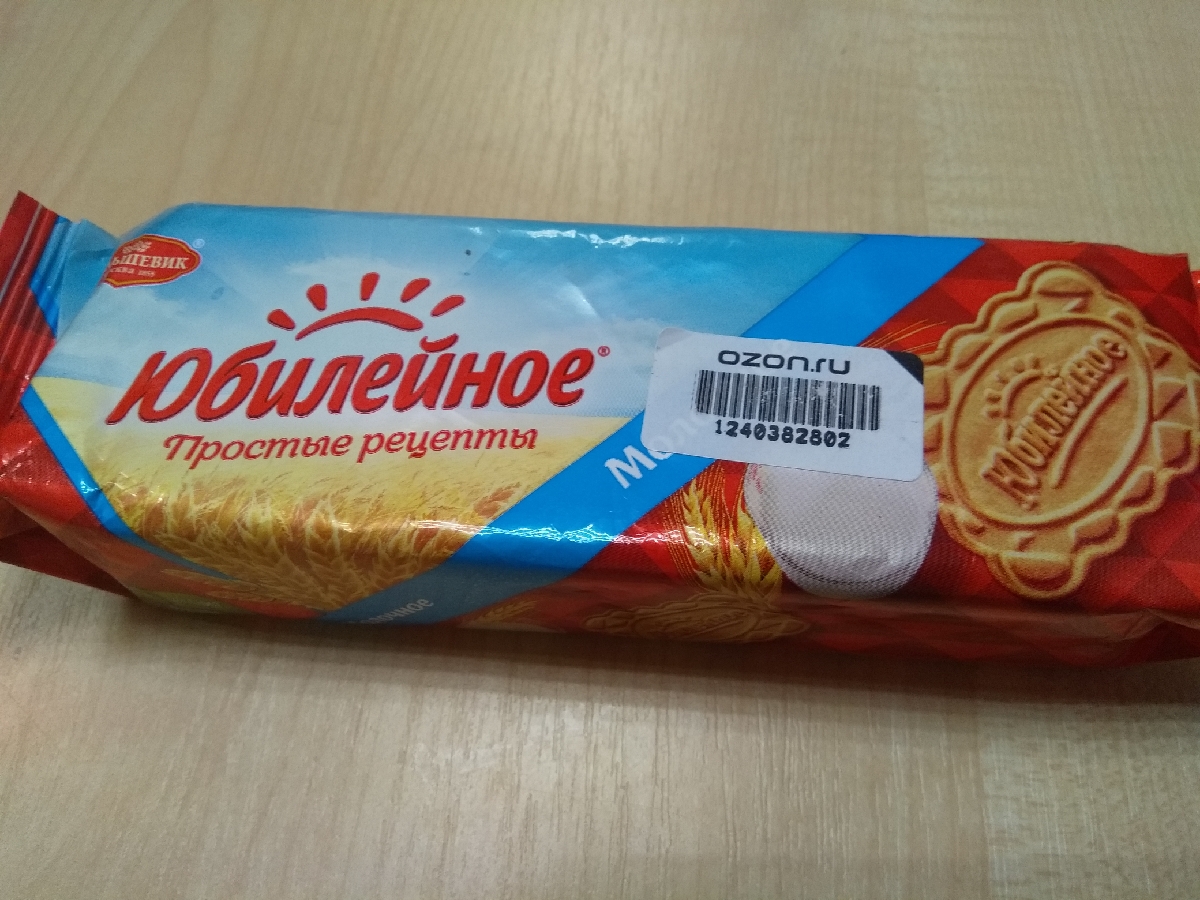 Юбилейное®
Простые рецепты
ozon.ru
1240382802
Юбилейное